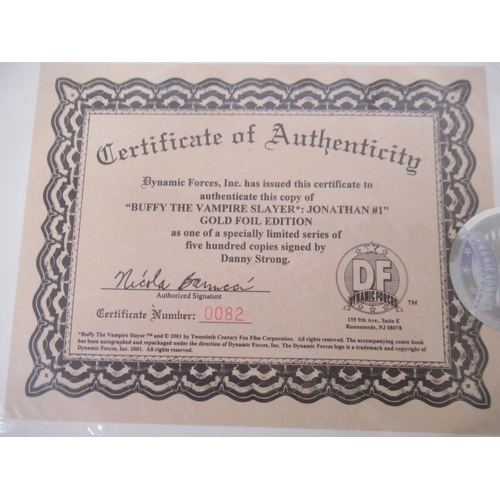 Certificate of Authenticity
Dynamic Forces, Inc. has issued this certificate to
authenticate this copy of
"BUFFY THE VAMPIRE SLAYER*: JONATHAN #1"
GOLD FOIL EDITION
as one of a specially limited series of
five hundred copies signed by
Danny Strong.
Authorized Signature
Certificate Number: 0082
DF
DYNAMIC FORCES
TM
155 9th Ave., Suite E
Runnemede, NJ 08078
*Buffy The Vampire Slayer ™ and © 2001 by Twentieth Century Fox Film Corporation. All rights reserved. The accompanying comic book
has been autographed and repackaged under the direction of Dynamic Forces, Inc. The Dynamic Forces logo is a trademark and copyright of
Dynamic Forces, Inc. 2001. All rights reserved.